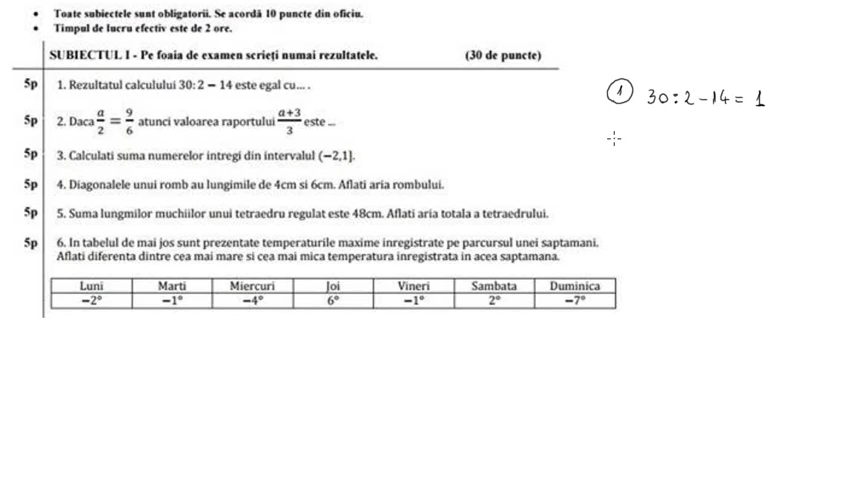 • Toate subiectele sunt obligatorii. Se acordă 10 puncte din oficiu.
• Timpul de lucru efectiv este de 2 ore.
SUBIECTUL I - Pe foaia de examen scrieți numai rezultatele. (30 de puncte)
5p 1. Rezultatul calculului 30: 2 − 14 este egal cu... .
5p 2. Daca a/2 = 9/6 atunci valoarea raportului (a+3)/3 este ...
5p 3. Calculati suma numerelor intregi din intervalul (−2,1].
5p 4. Diagonalele unui romb au lungimile de 4cm si 6cm. Aflati aria rombului.
5p 5. Suma lungmilor muchiilor unui tetraedru regulat este 48cm. Aflati aria totala a tetraedrului.
5p 6. In tabelul de mai jos sunt prezentate temperaturile maxime inregistrate pe parcursul unei saptamani.
Aflati diferenta dintre cea mai mare si cea mai mica temperatura inregistrata in acea saptamana.
Luni Marti Miercuri Joi Vineri Sambata Duminica
−2° −1° −4° 6° −1° 2° −7°
① 30:2-14 = 1